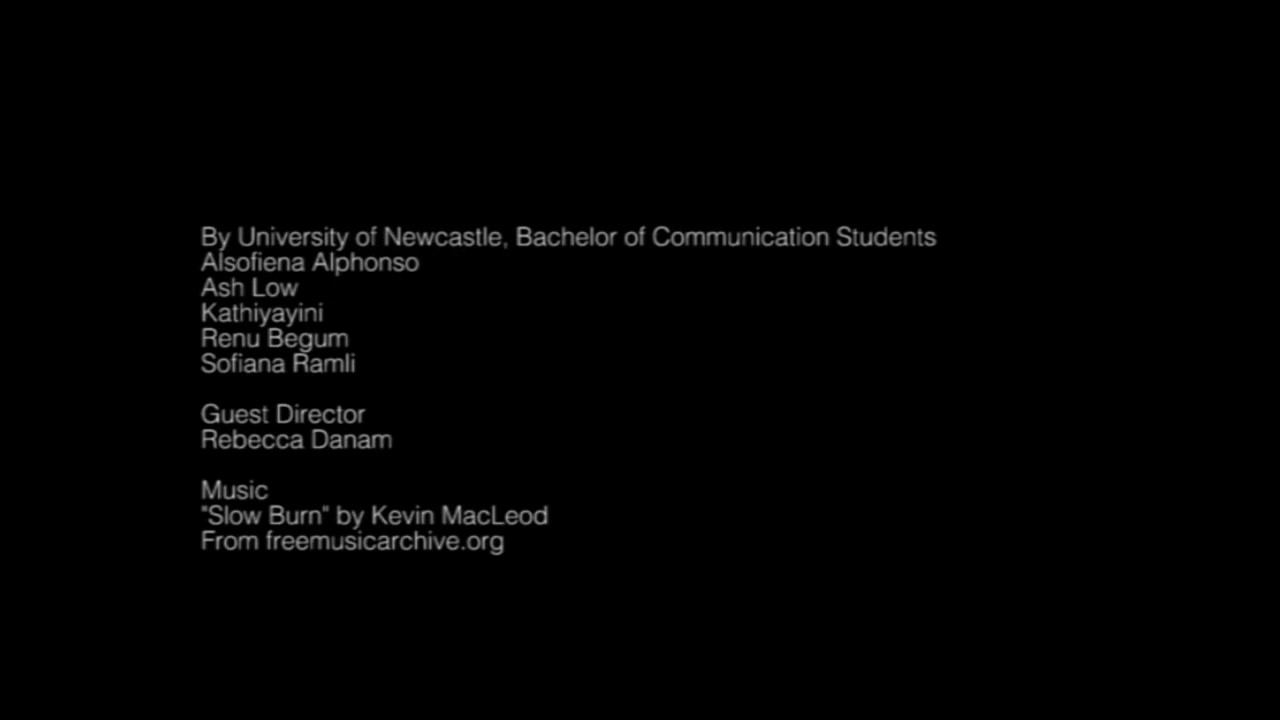 By University of Newcastle, Bachelor of Communication Students
Alsofiena Alphonso
Ash Low
Kathiyayini
Renu Begum
Sofiana Ramli
Guest Director
Rebecca Danam
Music
"Slow Burn" by Kevin MacLeod
From freemusicarchive.org